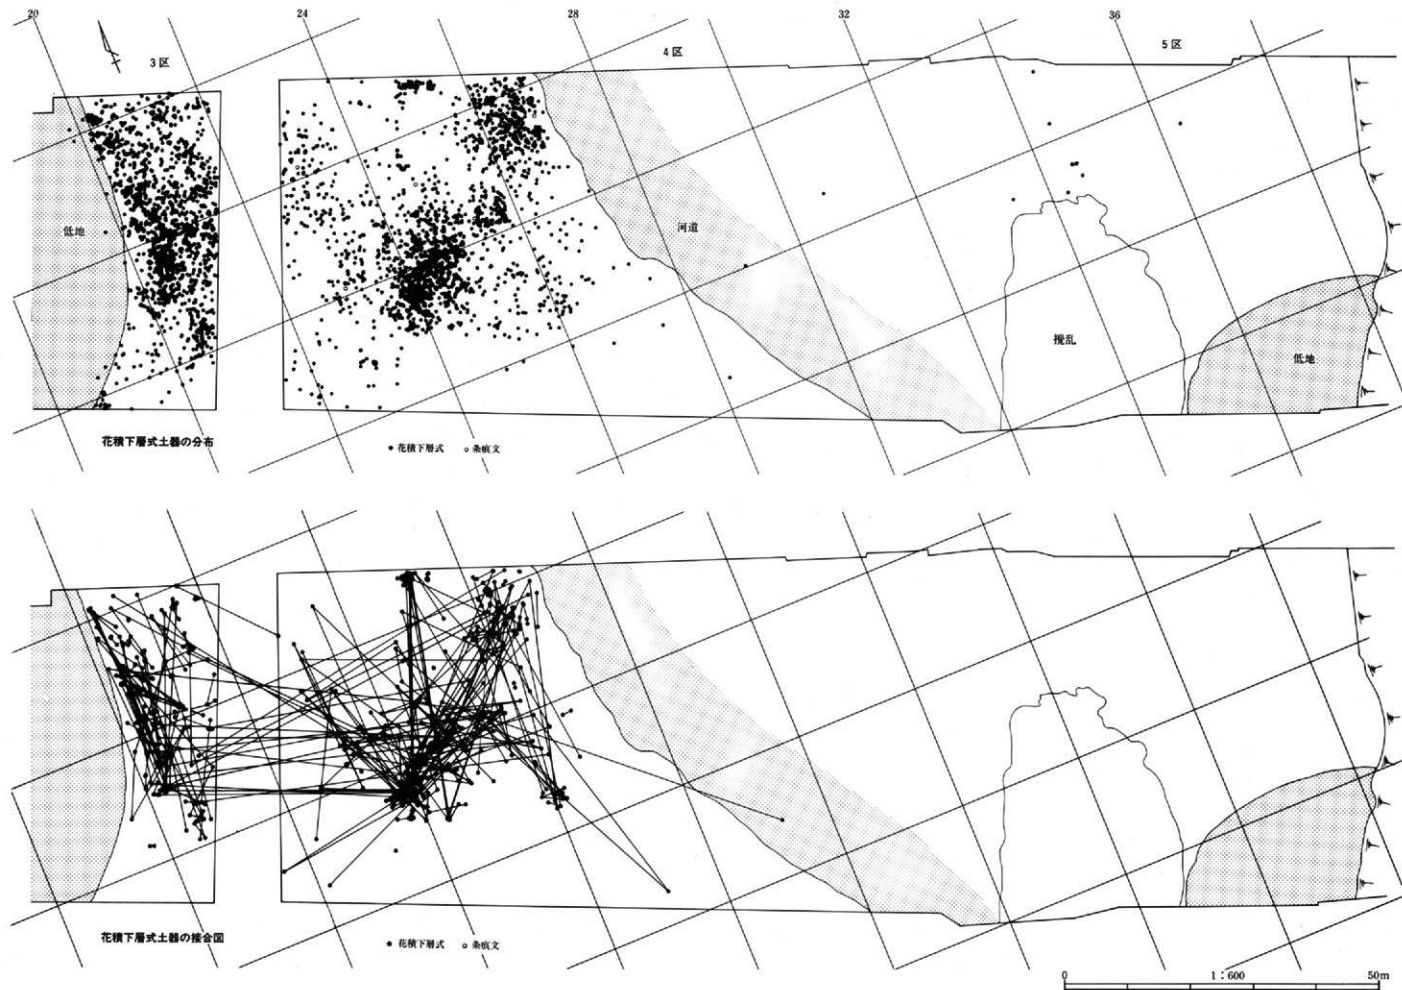 20
24
28
32
36
3区
4区
5区
低地
河道
攪乱
低地
花積下層式土器の分布
● 花積下層式 ○ 条痕文
花積下層式土器の接合図
● 花積下層式 ○ 条痕文
0 1:600 50m